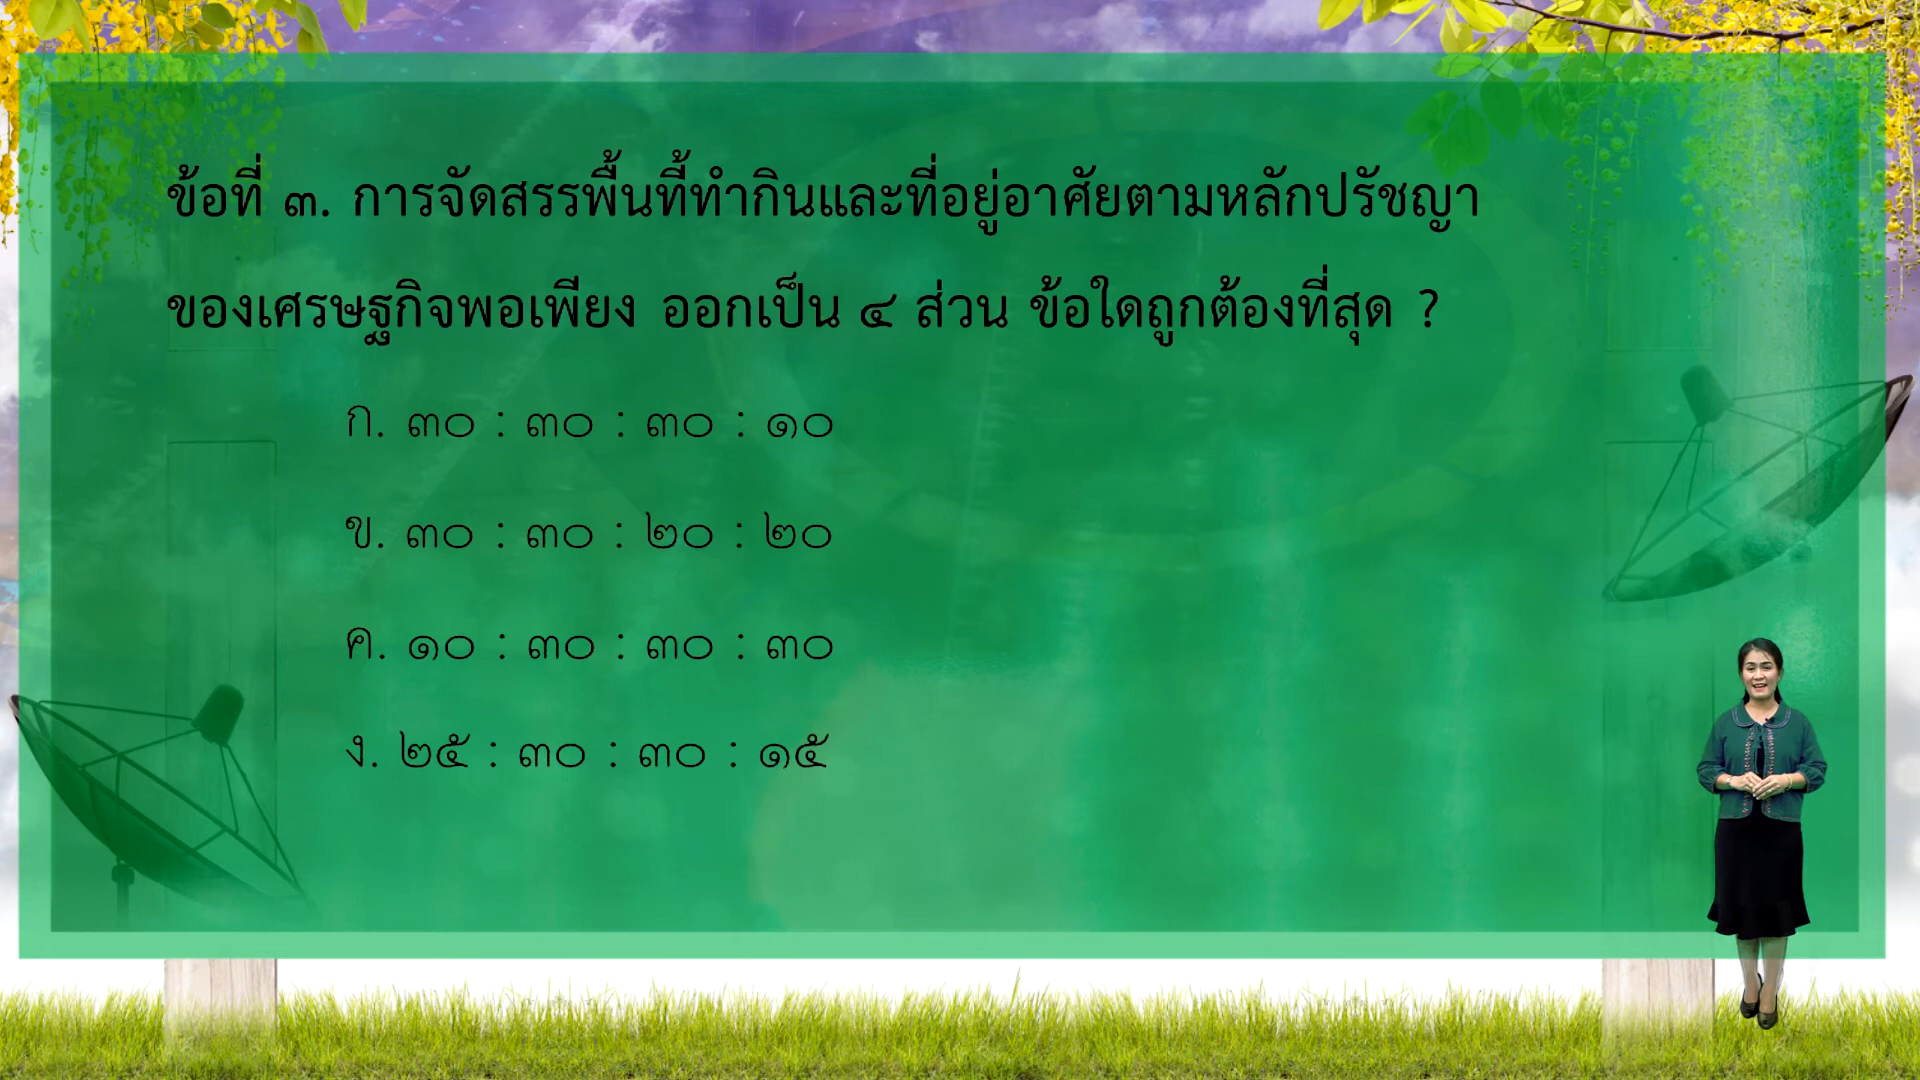 ข้อที่ ๓. การจัดสรรพื้นที่้ทำกินและที่อยู่อาศัยตามหลักปรัชญา
ของเศรษฐกิจพอเพียง ออกเป็น ๔ ส่วน ข้อใดถูกต้องที่สุด ?
ก. ๓๐ : ๓๐ : ๓๐ : ๑๐
ข. ๓๐ : ๓๐ : ๒๐ : ๒๐
ค. ๑๐ : ๓๐ : ๓๐ : ๓๐
ง. ๒๕ : ๓๐ : ๓๐ : ๑๕